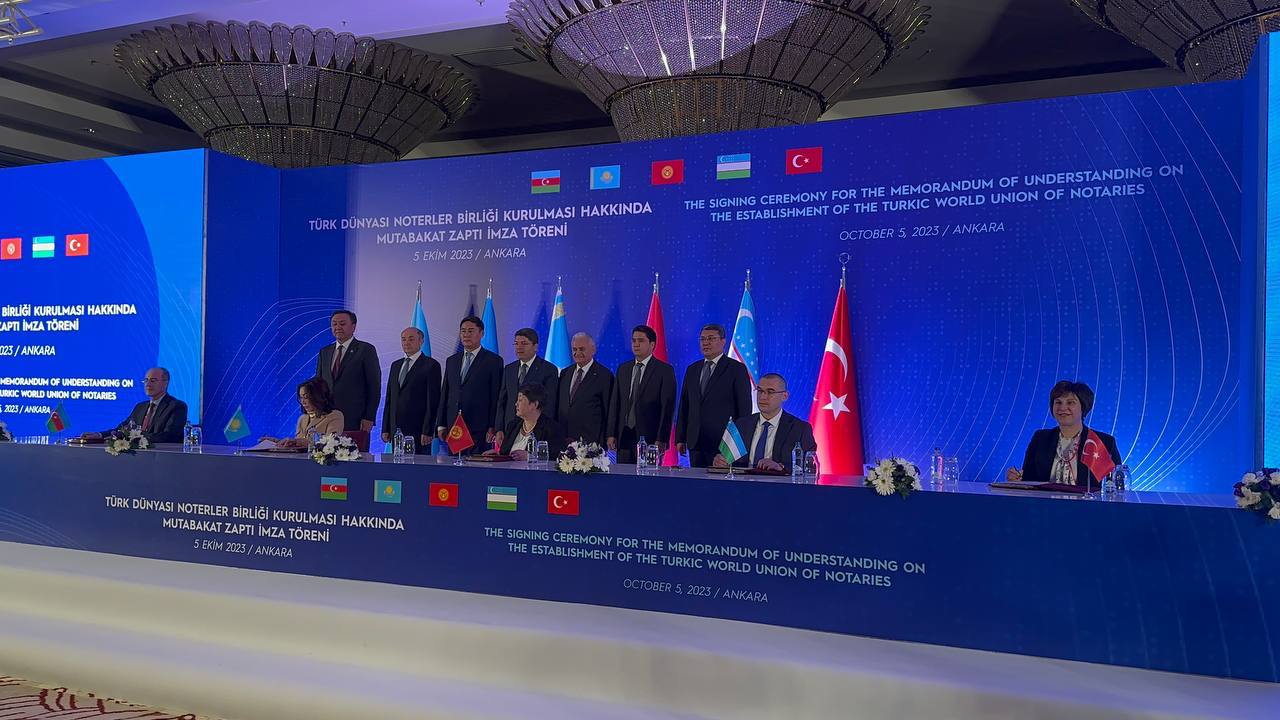 TÜRK DÜNYASI NOTERLER BİRLİĞİ KURULMASI HAKKINDA
MUTABAKAT ZAPTI İMZA TÖRENİ
5 EKİM 2023 / ANKARA
THE SIGNING CEREMONY FOR THE MEMORANDUM OF UNDERSTANDING ON
THE ESTABLISHMENT OF THE TURKIC WORLD UNION OF NOTARIES
OCTOBER 5, 2023 / ANKARA
BİRLİĞİ KURULMASI HAKKINDA
ZAPTI İMZA TÖRENİ
023 / ANKARA
MEMORANDUM OF UNDERSTANDING ON
TURKIC WORLD UNION OF NOTARIES
5, 2023 / ANKARA
TÜRK DÜNYASI NOTERLER BİRLİĞİ KURULMASI HAKKINDA
MUTABAKAT ZAPTI İMZA TÖRENİ
5 EKİM 2023 / ANKARA
THE SIGNING CEREMONY FOR THE MEMORANDUM OF UNDERSTANDING ON
THE ESTABLISHMENT OF THE TURKIC WORLD UNION OF NOTARIES
OCTOBER 5, 2023 / ANKARA